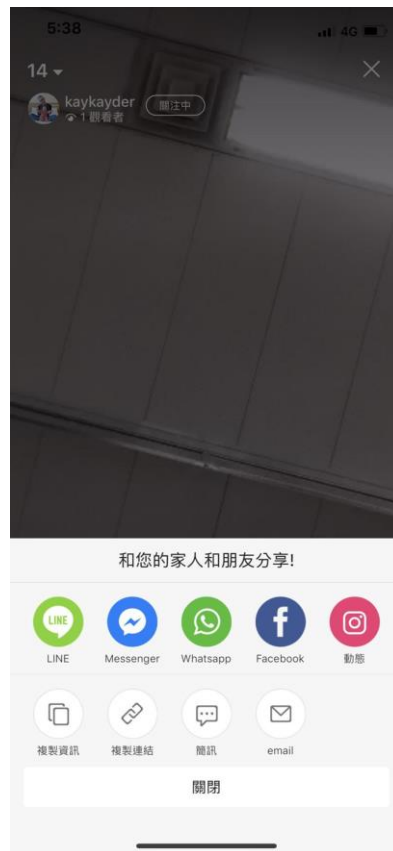 5:38
4G
14
kaykayder 關注中
1 觀看者
和您的家人和朋友分享!
LINE
LINE Messenger Whatsapp Facebook 動態
複製資訊 複製連結 簡訊 email
關閉